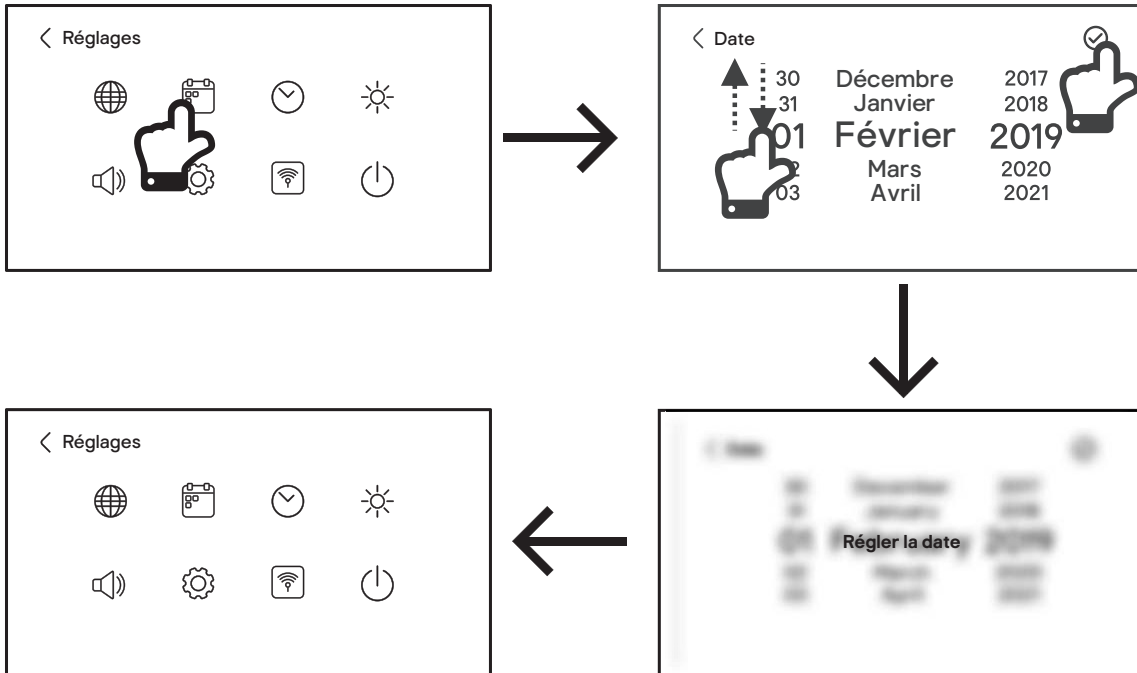 Réglages
Date
30 Décembre 2017
31 Janvier 2018
01 Février 2019
2 Mars 2020
03 Avril 2021
Réglages
Régler la date